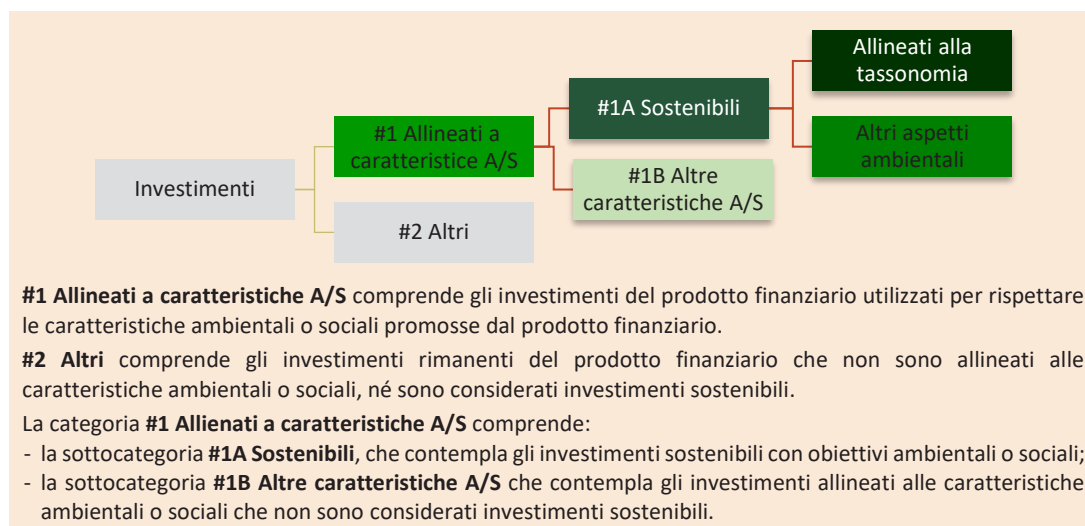 Allineati alla
tassonomia
#1A Sostenibili
#1 Allineati a
caratteristice A/S
Altri aspetti
ambientali
#1B Altre
caratteristiche A/S
Investimenti
#2 Altri
#1 Allineati a caratteristiche A/S comprende gli investimenti del prodotto finanziario utilizzati per rispettare
le caratteristiche ambientali o sociali promosse dal prodotto finanziario.
#2 Altri comprende gli investimenti rimanenti del prodotto finanziario che non sono allineati alle
caratteristiche ambientali o sociali, né sono considerati investimenti sostenibili.
La categoria #1 Allienati a caratteristiche A/S comprende:
- la sottocategoria #1A Sostenibili, che contempla gli investimenti sostenibili con obiettivi ambientali o sociali;
- la sottocategoria #1B Altre caratteristiche A/S che contempla gli investimenti allineati alle caratteristiche
ambientali o sociali che non sono considerati investimenti sostenibili.